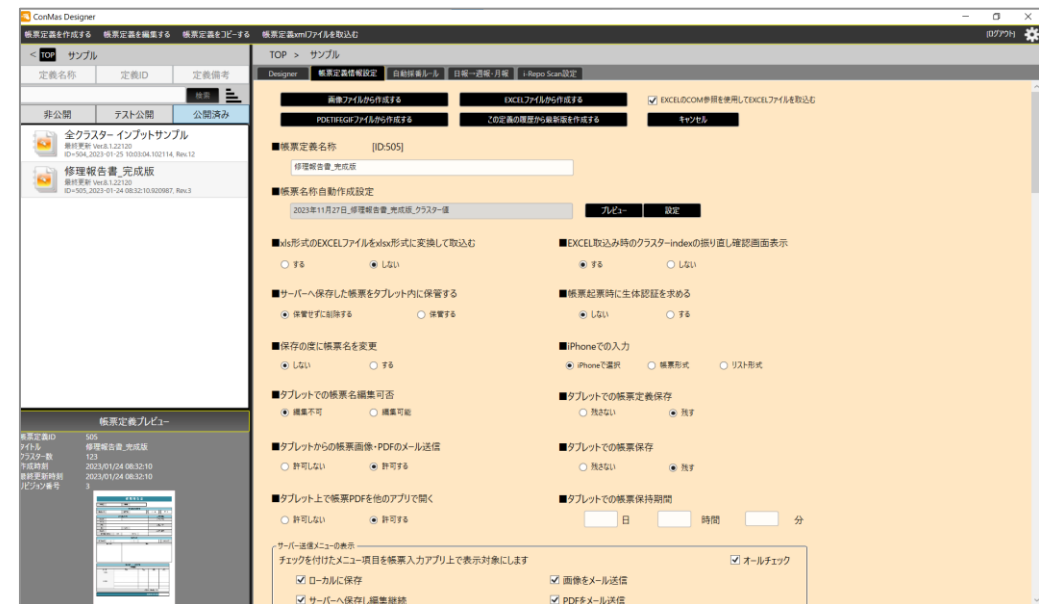 ConMas Designer
帳票定義を作成する 帳票定義を編集する 帳票定義をコピーする 帳票定義xmlファイルを取込む
(ログアウト)
< TOP サンプル
定義名称 定義ID 定義備考
検索
非公開 テスト公開 公開済み
全クラスター インプットサンプル
最終更新 Ver.8.1.22120
ID=504, 2023-01-25 10:03:04.102114, Rev.12
修理報告書_完成版
最終更新 Ver.8.1.22120
ID=505, 2023-01-24 08:32:10.920987, Rev.3
帳票定義プレビュー
帳票定義ID 505
タイトル 修理報告書_完成版
クラスター数 123
作成時刻 2023/01/24 08:32:10
最終更新時刻 2023/01/24 08:32:10
リビジョン番号 3
TOP > サンプル
Designer 帳票定義情報設定 自動採番ルール 日報→週報・月報 i-Repo Scan設定
画像ファイルから作成する EXCELファイルから作成する EXCELのCOM参照を使用してEXCELファイルを取込む
PDFTIFEGIFファイルから作成する この定義の履歴から最新版を作成する キャンセル
■帳票定義名称 [ID:505]
修理報告書_完成版
■帳票名称自動作成設定
2023年11月27日_修理報告書_完成版_クラスター値 プレビュー 設定
■xls形式のEXCELファイルをxlsx形式に変換して取込む ■EXCEL取込み時のクラスターindexの振り直し確認画面表示
する しない する しない
■サーバーへ保存した帳票をタブレット内に保管する ■帳票起票時に生体認証を求める
保管せずに削除する 保管する しない する
■保存の度に帳票名を変更 ■iPhoneでの入力
しない する iPhoneで選択 帳票形式 リスト形式
■タブレットでの帳票名編集可否 ■タブレットでの帳票定義保存
編集不可 編集可能 残さない 残す
■タブレットからの帳票画像・PDFのメール送信 ■タブレットでの帳票保存
許可しない 許可する 残さない 残す
■タブレット上で帳票PDFを他のアプリで開く ■タブレットでの帳票保持期間
許可しない 許可する 日 時間 分
サーバー送信メニューの表示
チェックを付けたメニュー項目を帳票入力アプリ上で表示対象にします オールチェック
ローカルに保存 画像をメール送信
サーバーへ保存し編集継続 PDFをメール送信